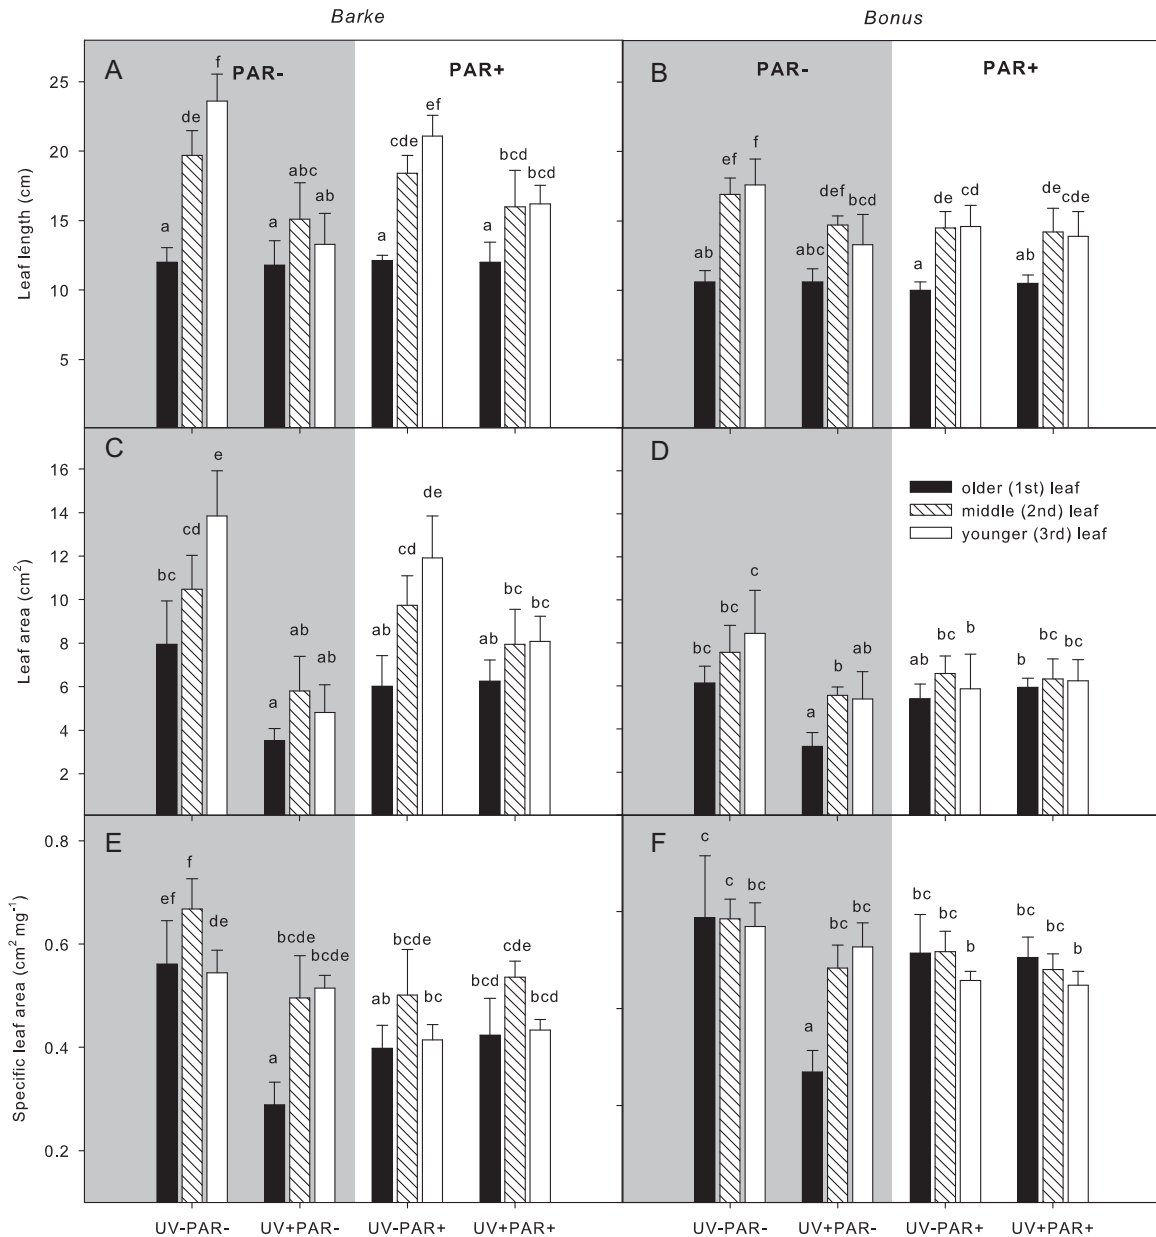 Barke Bonus
A PAR- PAR+ B PAR- PAR+
Leaf length (cm)
25
20
15
10
5
a de f a abc ab a cde ef a bcd bcd
ab ef f abc def bcd a de cd ab de cde
C D
Leaf area (cm²)
16
14
12
10
8
6
4
2
bc cd e a ab ab ab cd de ab bc bc
bc bc c a b ab ab bc b b bc bc
older (1st) leaf
middle (2nd) leaf
younger (3rd) leaf
E F
Specific leaf area (cm² mg⁻¹)
0.8
0.6
0.4
0.2
ef f de a bcde bcde ab bcde bc bcd cde bcd
c c bc a bc bc bc bc b bc bc b
UV-PAR- UV+PAR- UV-PAR+ UV+PAR+ UV-PAR- UV+PAR- UV-PAR+ UV+PAR+